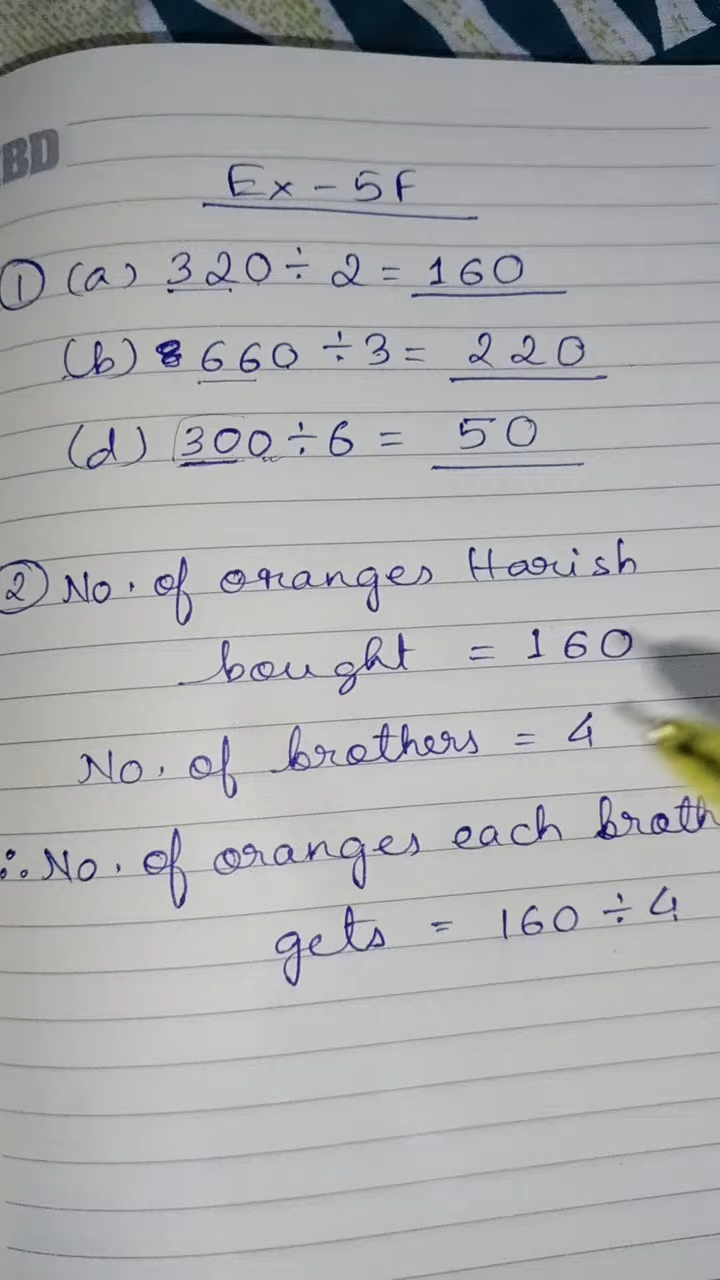 BD
Ex - 5F
① (a) 320 ÷ 2 = 160
(b) 660 ÷ 3 = 220
(d) 300 ÷ 6 = 50
② No. of oranges Harish
bought = 160
No. of brothers = 4
∴ No. of oranges each broth
gets = 160 ÷ 4